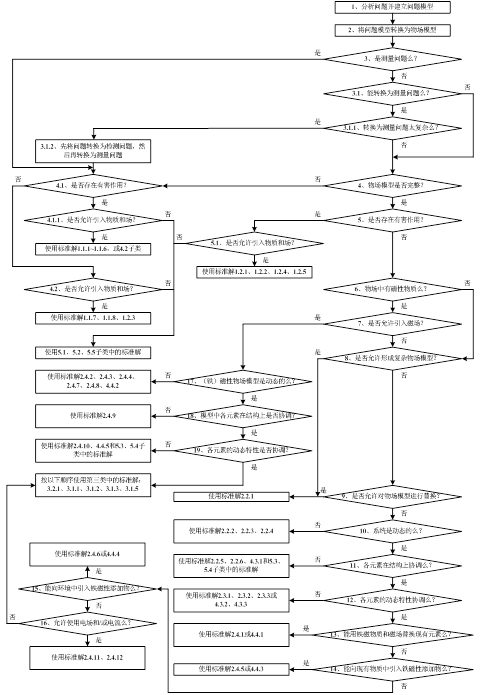 1、分析问题并建立问题模型
2、将问题模型转换为物场模型
是
3、是测量问题么?
否
3.1、能转换为测量问题么?
否
是
是
3.1.1、转换为测量问题太复杂么?
3.1.2、先将问题转换为检测问题,然
后再转换为测量问题
否
否
4.1、是否存在有害作用?
否
4、物场模型是否完整?
是
是
4.1.1、是否允许引入物质和场?
否
是
5、是否存在有害作用?
是
使用标准解1.1.1~1.1.6、或4.2子类
否
5.1、是否允许引入物质和场?
否
是
使用标准解1.2.1、1.2.2、1.2.4、1.2.5
4.2、是否允许引入物质和场?
否
6、物场中有磁性物质么?
否
是
使用标准解1.1.7、1.1.8、1.2.3
是
是
7、是否允许引入磁场?
否
使用5.1、5.2、5.5子类中的标准解
是
8、是否允许形成复杂物场模型?
使用标准解2.4.2、2.4.3、2.4.4、
2.4.7、2.4.8、4.4.2
否
17、(铁)磁性物场模型是动态的么?
是
使用标准解2.4.9
否
18、模型中各元素在结构上是否协调?
是
使用标准解2.4.10、4.4.5和5.3、5.4子
类中的标准解
否
19、各元素的动态特性是否协调?
是
否
按以下顺序使用第三类中的标准解:
3.2.1、3.1.1、3.1.2、3.1.3、3.1.5
使用标准解2.2.1
是
9、是否允许对物场模型进行替换?
否
使用标准解2.2.2、2.2.3、2.2.4
否
10、系统是动态的么?
是
使用标准解2.2.5、2.2.6、4.3.1和5.3、
5.4子类中的标准解
否
11、各元素在结构上协调么?
是
使用标准解2.4.6或4.4.4
是
15、能向环境中引入铁磁性添加物么?
否
使用标准解2.3.1、2.3.2、2.3.3或
4.3.2、4.3.3
否
12、各元素的动态特性协调么?
是
否
16、允许使用电场和/或电流么?
是
使用标准解2.4.11、2.4.12
使用标准解2.4.1或4.4.1
是
13、能用铁磁物质和磁场替换现有元素么?
否
使用标准解2.4.5或4.4.3
是
14、能向现有物质中引入铁磁性添加物么?
否